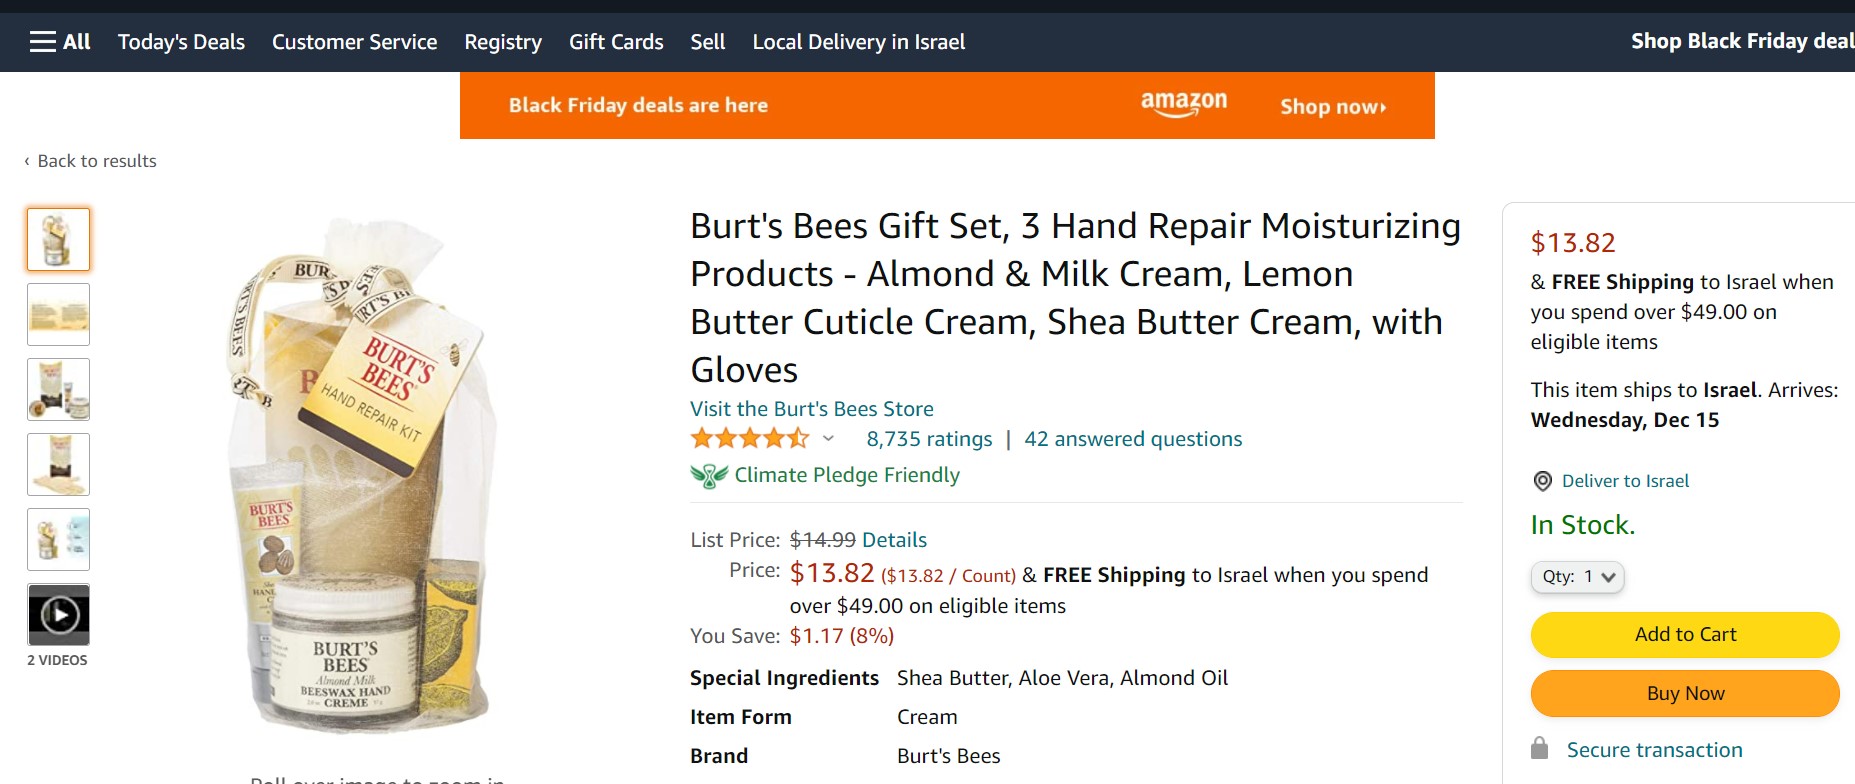 All Today's Deals Customer Service Registry Gift Cards Sell Local Delivery in Israel
Shop Black Friday deal
Black Friday deals are here
amazon
Shop now
‹ Back to results
Burt's Bees Gift Set, 3 Hand Repair Moisturizing
Products - Almond & Milk Cream, Lemon
Butter Cuticle Cream, Shea Butter Cream, with
Gloves
Visit the Burt's Bees Store
8,735 ratings | 42 answered questions
Climate Pledge Friendly
List Price: $14.99 Details
Price: $13.82 ($13.82 / Count) & FREE Shipping to Israel when you spend
over $49.00 on eligible items
You Save: $1.17 (8%)
Special Ingredients Shea Butter, Aloe Vera, Almond Oil
Item Form Cream
Brand Burt's Bees
BURT'S
BEES
HAND REPAIR KIT
BURT'S
BEES
BURT'S
BEES
Almond Milk
BEESWAX HAND
CREME
2 VIDEOS
$13.82
& FREE Shipping to Israel when
you spend over $49.00 on
eligible items
This item ships to Israel. Arrives:
Wednesday, Dec 15
Deliver to Israel
In Stock.
Qty: 1
Add to Cart
Buy Now
Secure transaction